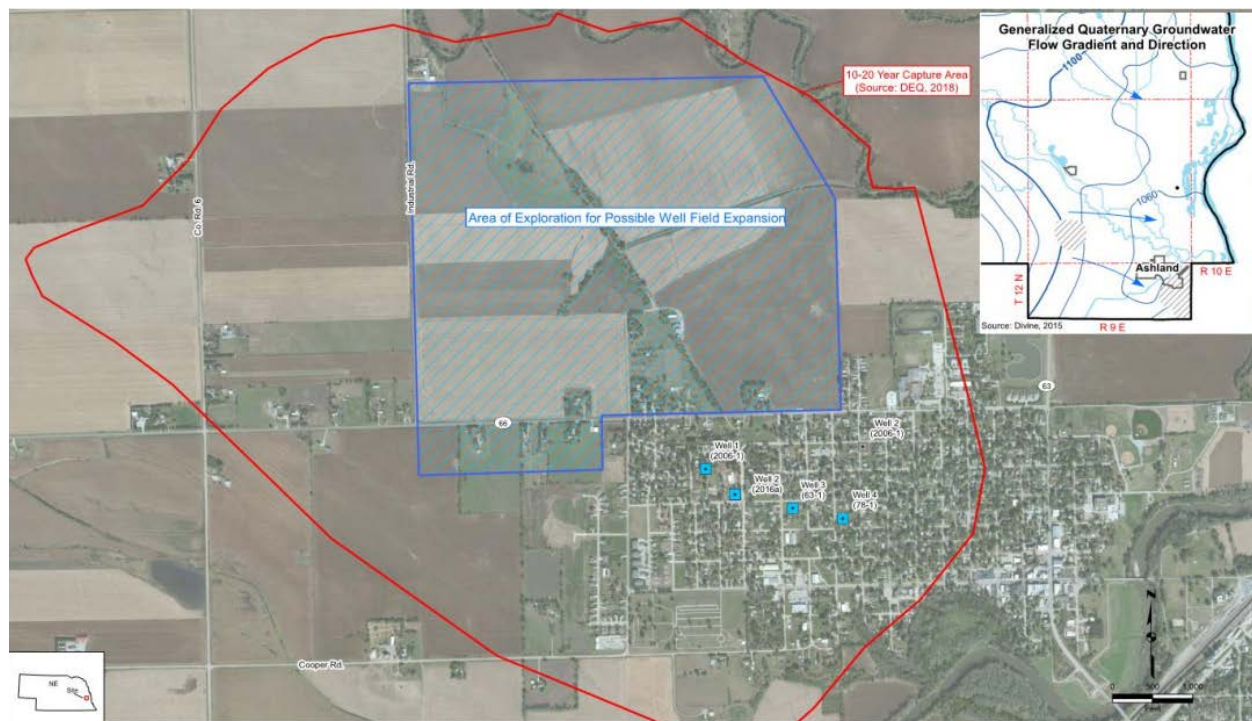 Generalized Quaternary Groundwater
Flow Gradient and Direction
1100
1060
Ashland
T 12 N
R 10 E
R 9 E
Source: Divine, 2015
10-20 Year Capture Area
(Source: DEQ, 2018)
Industrial Rd.
Co. Rd. 6
Area of Exploration for Possible Well Field Expansion
63
66
Well 2
(2006-1)
Well 1
(2006-1)
Well 2
(2016a)
Well 3
(63-1)
Well 4
(78-1)
Cooper Rd.
NE
Site
N
0 500 1,000
Feet